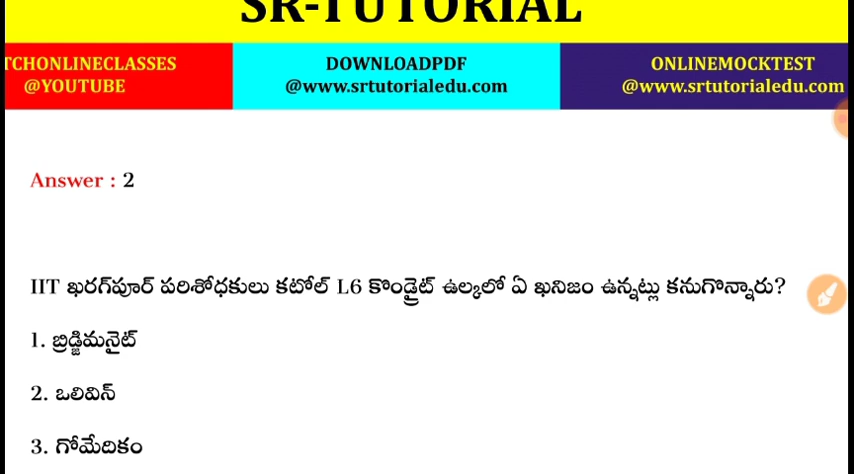 SR-TUTORIAL
TCHONLINECLASSES
@YOUTUBE
DOWNLOADPDF
@www.srtutorialedu.com
ONLINEMOCKTEST
@www.srtutorialedu.com
Answer : 2
IIT ఖరగ్‌పూర్ పరిశోధకులు కటోల్ L6 కొండ్రైట్ ఉల్కలో ఏ ఖనిజం ఉన్నట్లు కనుగొన్నారు?
1. బ్రిడ్జిమనైట్
2. ఒలివిన్
3. గోమేదికం